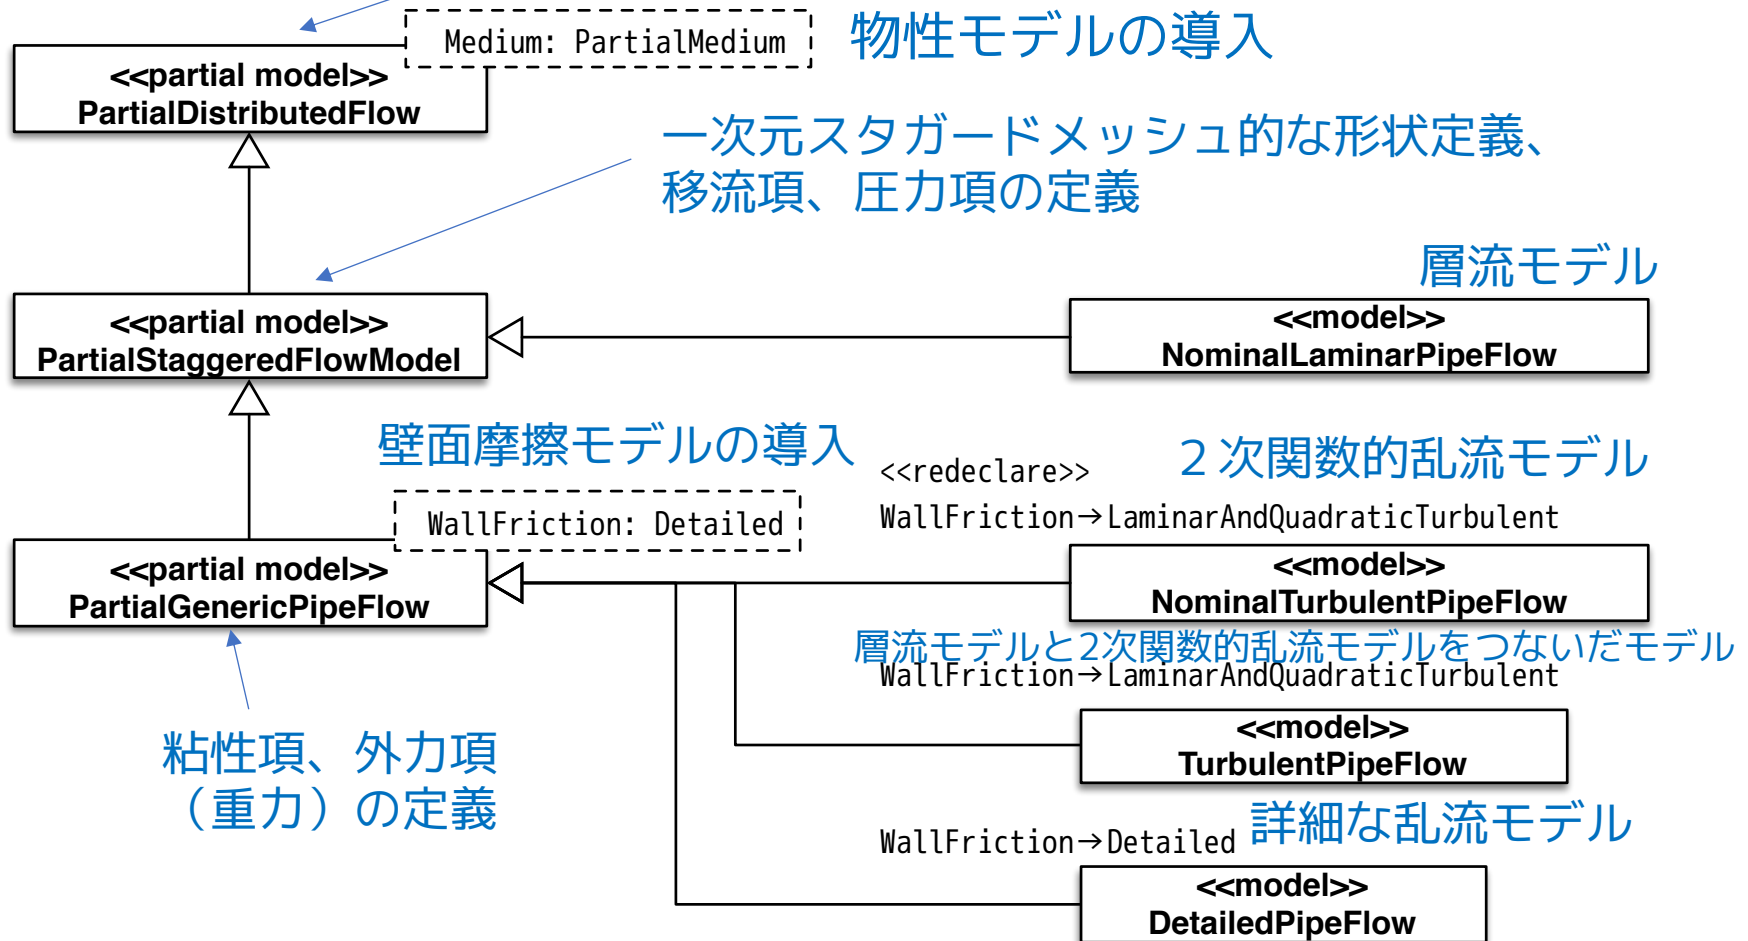 Medium: PartialMedium
物性モデルの導入
<<partial model>>
PartialDistributedFlow
一次元スタガードメッシュ的な形状定義、
移流項、圧力項の定義
層流モデル
<<partial model>>
PartialStaggeredFlowModel
<<model>>
NominalLaminarPipeFlow
壁面摩擦モデルの導入
２次関数的乱流モデル
<<redeclare>>
WallFriction→LaminarAndQuadraticTurbulent
WallFriction: Detailed
<<partial model>>
PartialGenericPipeFlow
<<model>>
NominalTurbulentPipeFlow
層流モデルと2次関数的乱流モデルをつないだモデル
WallFriction→LaminarAndQuadraticTurbulent
<<model>>
TurbulentPipeFlow
粘性項、外力項
（重力）の定義
詳細な乱流モデル
WallFriction→Detailed
<<model>>
DetailedPipeFlow